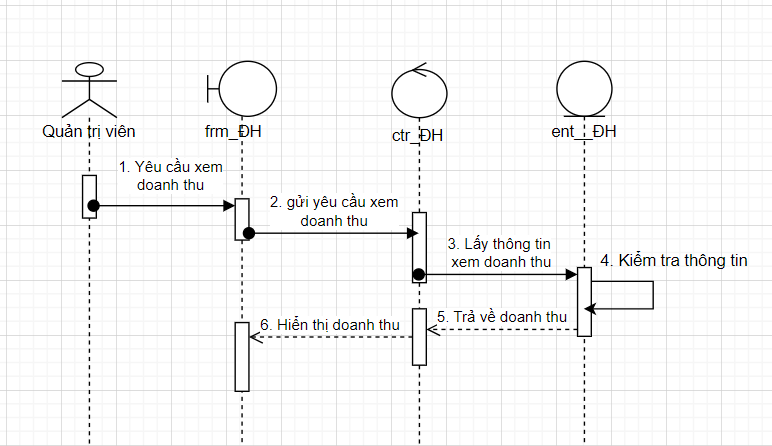 Quản trị viên
frm_ĐH
ctr_ĐH
ent__ĐH
1. Yêu cầu xem
doanh thu
2. gửi yêu cầu xem
doanh thu
3. Lấy thông tin
xem doanh thu
4. Kiểm tra thông tin
5. Trả về doanh thu
6. Hiển thị doanh thu